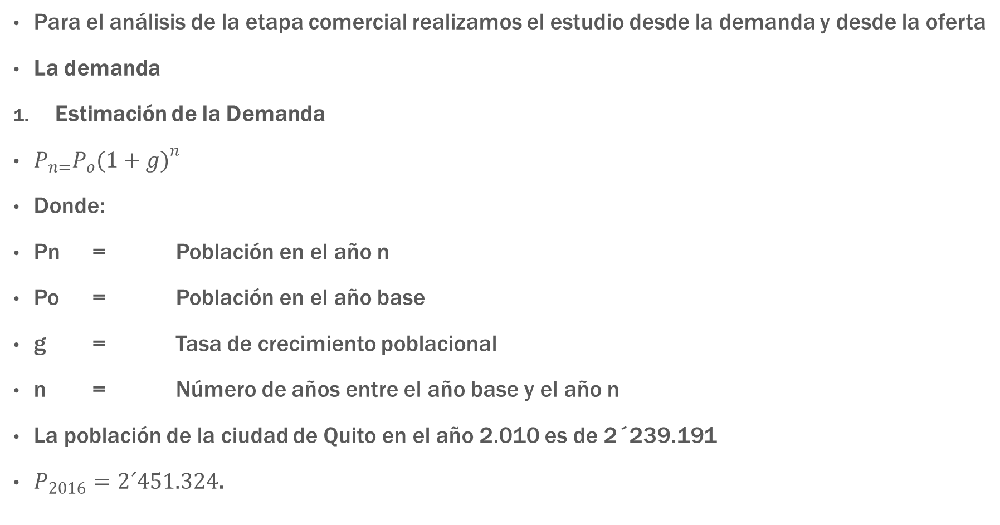 • Para el análisis de la etapa comercial realizamos el estudio desde la demanda y desde la oferta
• La demanda
1. Estimación de la Demanda
• $P_{n=}P_o(1+g)^n$
• Donde:
• Pn = Población en el año n
• Po = Población en el año base
• g = Tasa de crecimiento poblacional
• n = Número de años entre el año base y el año n
• La población de la ciudad de Quito en el año 2.010 es de 2´239.191
• $P_{2016} = 2´451.324.$